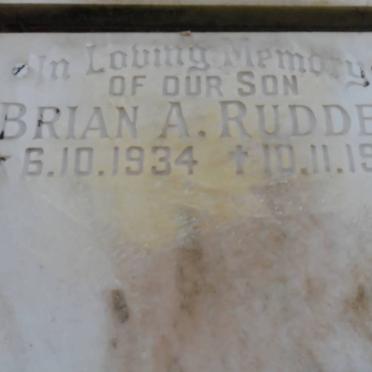 In Loving Memory
OF OUR SON
BRIAN A. RUDDE
* 6.10.1934 † 10.11.19